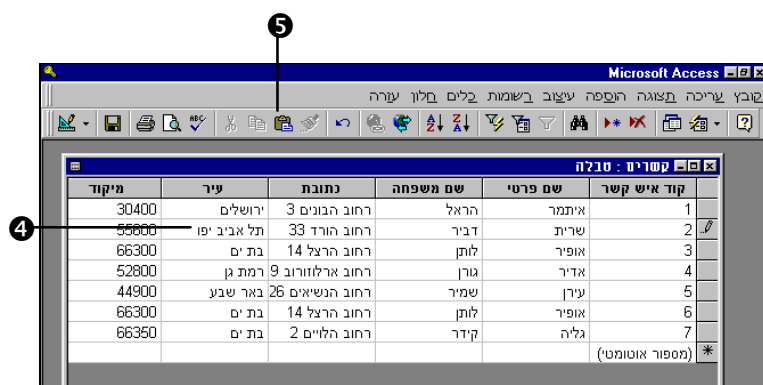 ❺
Microsoft Access
קובץ עריכה תצוגה הוספה עיצוב רשומות כלים חלון עזרה
ABC A Z Z A
קשרים : טבלה
קוד איש קשר שם פרטי שם משפחה כתובת עיר מיקוד
1 איתמר הראל רחוב הבונים 3 ירושלים 30400
❹
2 שרית דביר רחוב הורד 33 תל אביב יפו 55800
3 אופיר לותן רחוב הרצל 14 בת ים 66300
4 אדיר גורן רחוב ארלוזורוב 9 רמת גן 52800
5 עירן שמיר רחוב הנשיאים 26 באר שבע 44900
6 אופיר לותן רחוב הרצל 14 בת ים 66300
7 גליה קידר רחוב הלויים 2 בת ים 66350
(מספור אוטומטי)